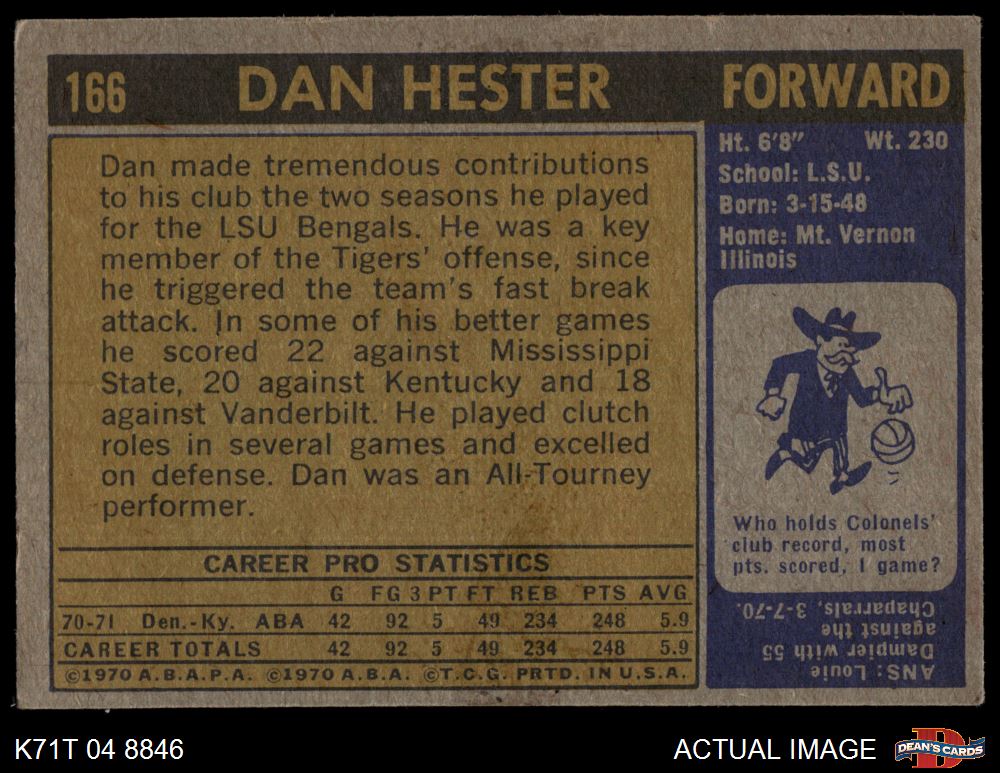 166 DAN HESTER FORWARD
Dan made tremendous contributions
to his club the two seasons he played
for the LSU Bengals. He was a key
member of the Tigers' offense, since
he triggered the team's fast break
attack. In some of his better games
he scored 22 against Mississippi
State, 20 against Kentucky and 18
against Vanderbilt. He played clutch
roles in several games and excelled
on defense. Dan was an All-Tourney
performer.
Ht. 6'8" Wt. 230
School: L.S.U.
Born: 3-15-48
Home: Mt. Vernon
Illinois
Who holds Colonels'
club record, most
pts. scored, 1 game?
ANS: Louie
Dampier with 55
against the
Chaparrals, 3-7-70.
CAREER PRO STATISTICS
G FG 3 PT FT REB PTS AVG
70-71 Den.-Ky. ABA 42 92 5 49 234 248 5.9
CAREER TOTALS 42 92 5 49 234 248 5.9
©1970 A.B.A.P.A. ©1970 A.B.A. ©T.C.G. PRTD. IN U.S.A.
K71T 04 8846 ACTUAL IMAGE DEAN'S CARDS